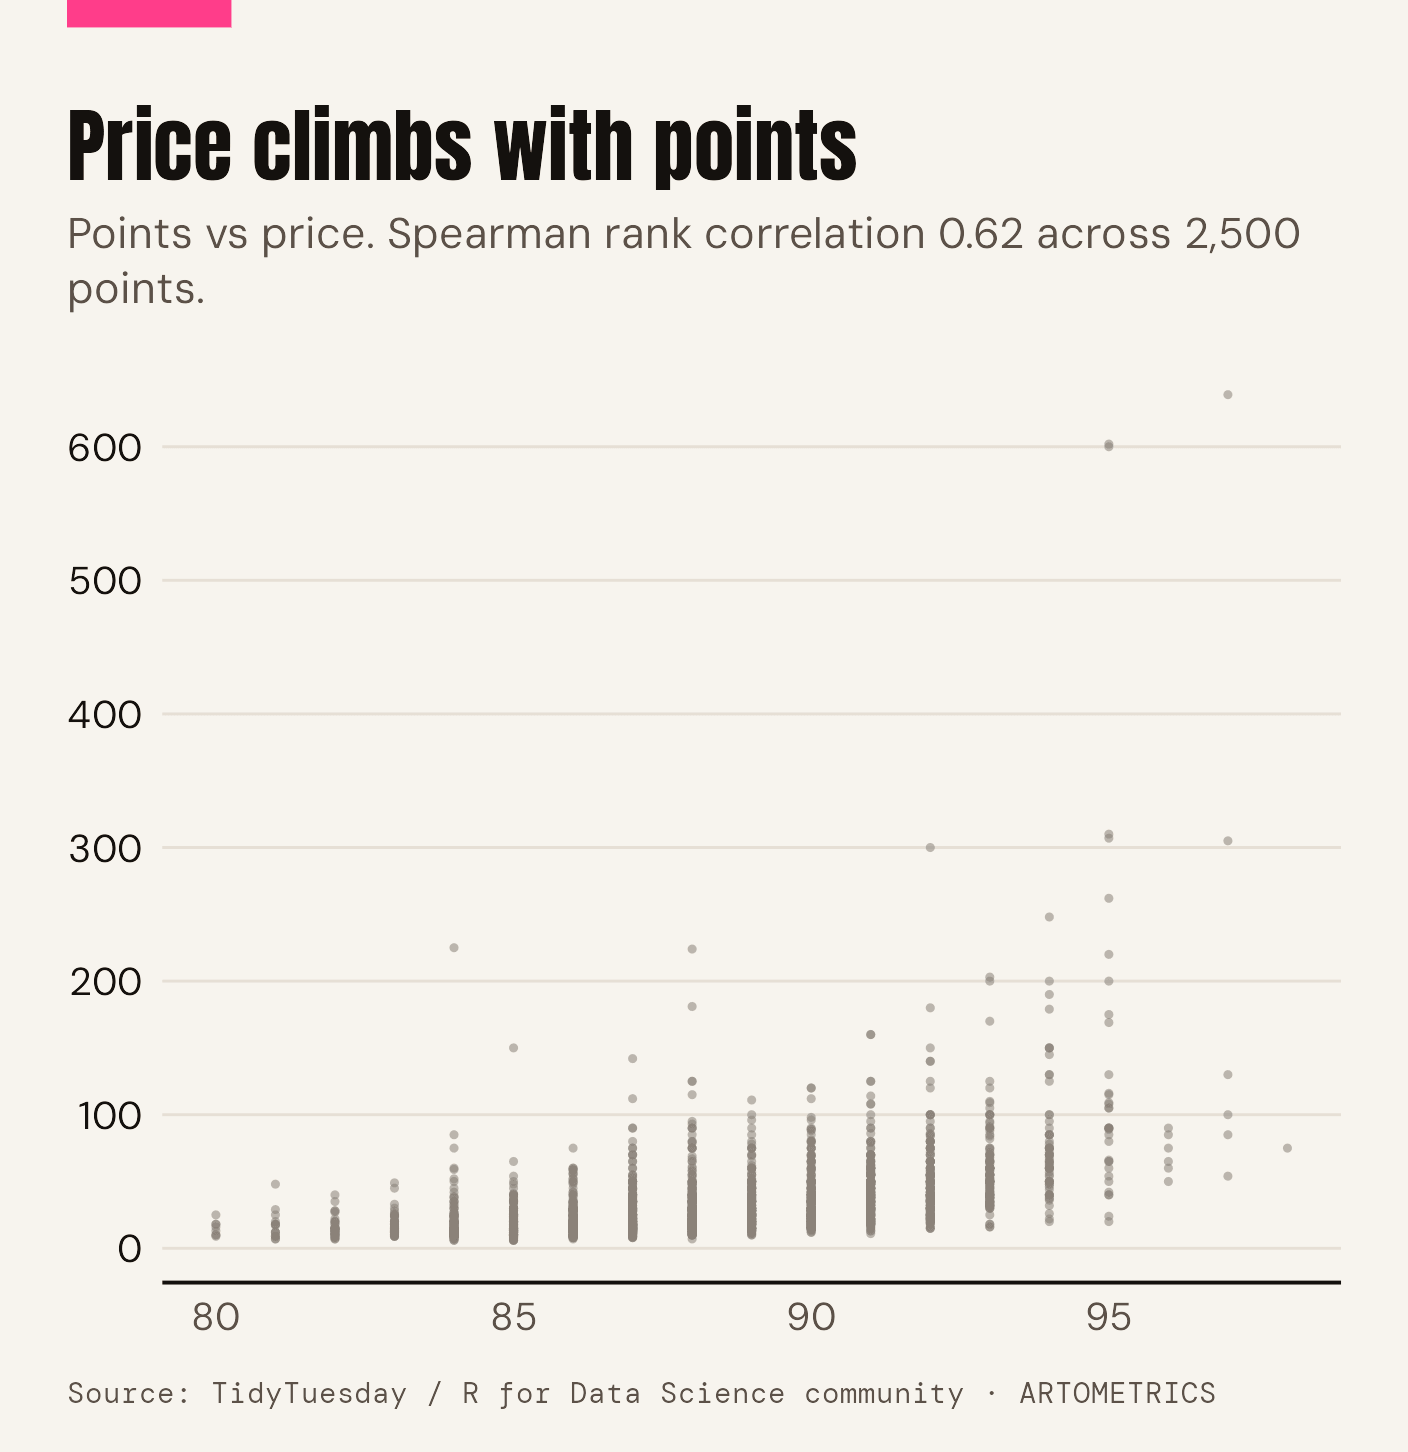 Price climbs with points
Points vs price. Spearman rank correlation 0.62 across 2,500
points.
600
500
400
300
200
100
0
80 85 90 95
Source: TidyTuesday / R for Data Science community · ARTOMETRICS